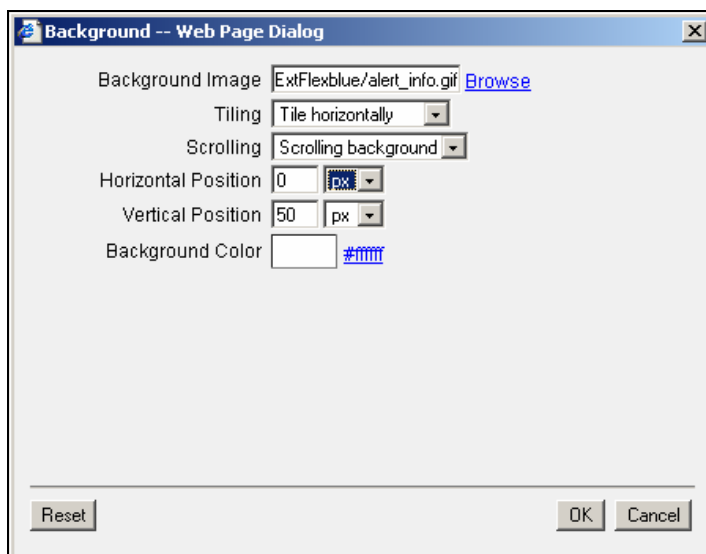 Background -- Web Page Dialog
Background Image ExtFlexblue/alert_info.gif Browse
Tiling Tile horizontally
Scrolling Scrolling background
Horizontal Position 0 px
Vertical Position 50 px
Background Color #ffffff
Reset OK Cancel